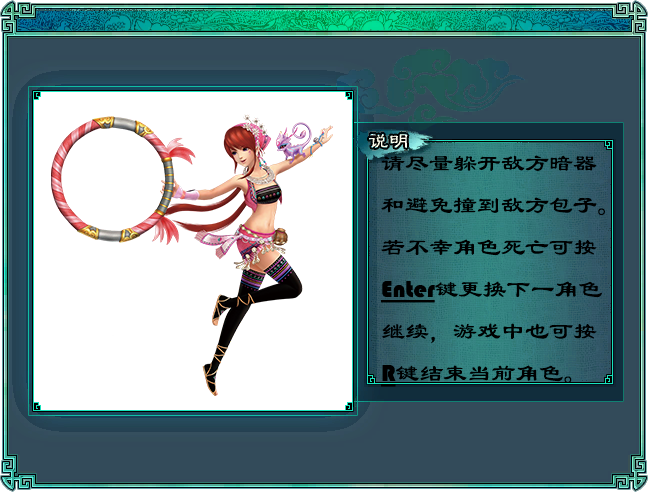 说明
请尽量躲开敌方暗器
和避免撞到敌方包子。
若不幸角色死亡可按
Enter键更换下一角色
继续，游戏中也可按
R键结束当前角色。